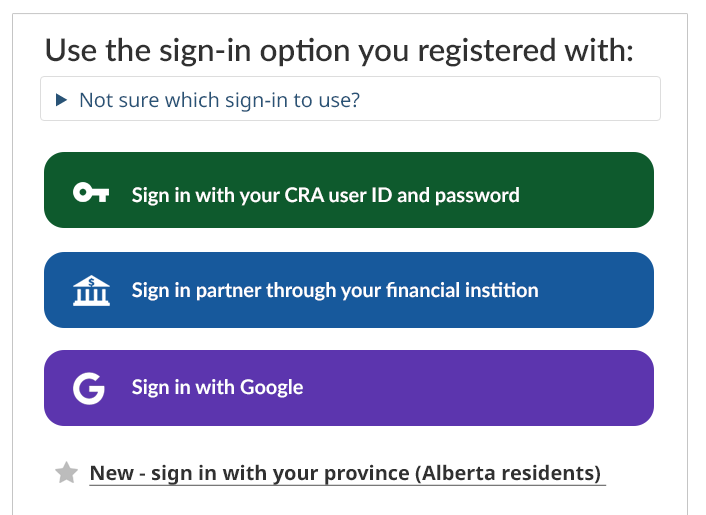 Use the sign-in option you registered with:
Not sure which sign-in to use?
Sign in with your CRA user ID and password
Sign in partner through your financial instition
Sign in with Google
New - sign in with your province (Alberta residents)